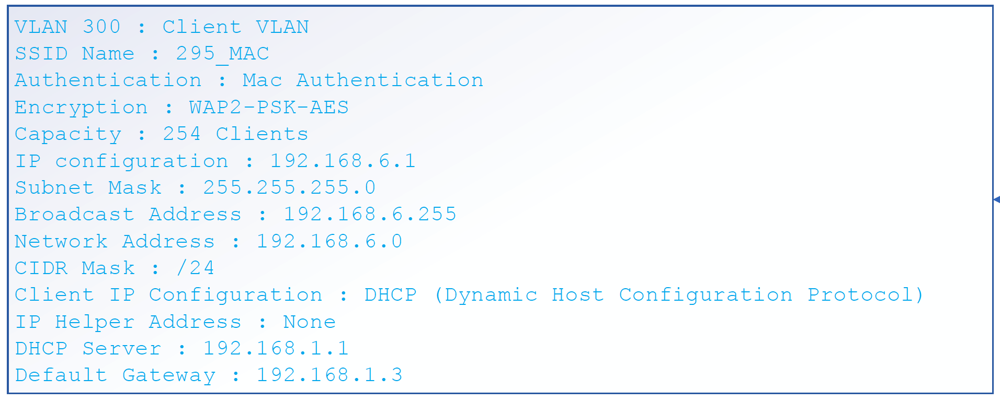 VLAN 300 : Client VLAN
SSID Name : 295_MAC
Authentication : Mac Authentication
Encryption : WAP2-PSK-AES
Capacity : 254 Clients
IP configuration : 192.168.6.1
Subnet Mask : 255.255.255.0
Broadcast Address : 192.168.6.255
Network Address : 192.168.6.0
CIDR Mask : /24
Client IP Configuration : DHCP (Dynamic Host Configuration Protocol)
IP Helper Address : None
DHCP Server : 192.168.1.1
Default Gateway : 192.168.1.3